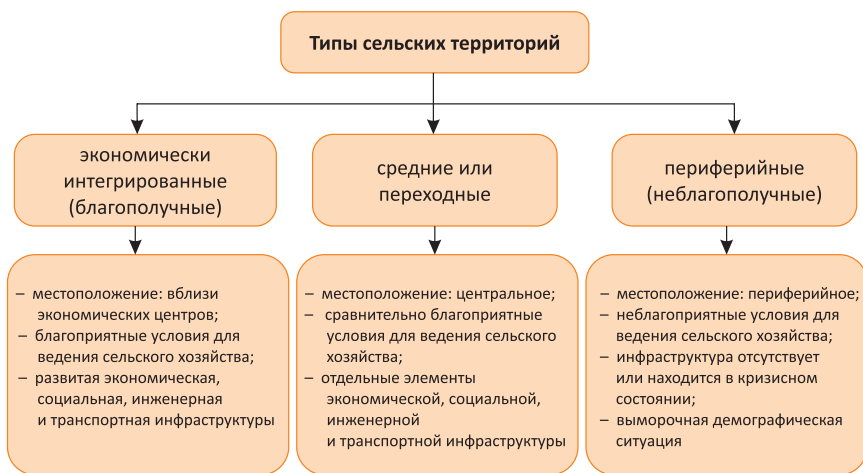 Типы сельских территорий
экономически
интегрированные
(благополучные)
средние или
переходные
периферийные
(неблагополучные)
– местоположение: вблизи
экономических центров;
– благоприятные условия для
ведения сельского хозяйства;
– развитая экономическая,
социальная, инженерная
и транспортная инфраструктуры
– местоположение: центральное;
– сравнительно благоприятные
условия для ведения сельского
хозяйства;
– отдельные элементы
экономической, социальной,
инженерной
и транспортной инфраструктуры
– местоположение: периферийное;
– неблагоприятные условия для
ведения сельского хозяйства;
– инфраструктура отсутствует
или находится в кризисном
состоянии;
– выморочная демографическая
ситуация